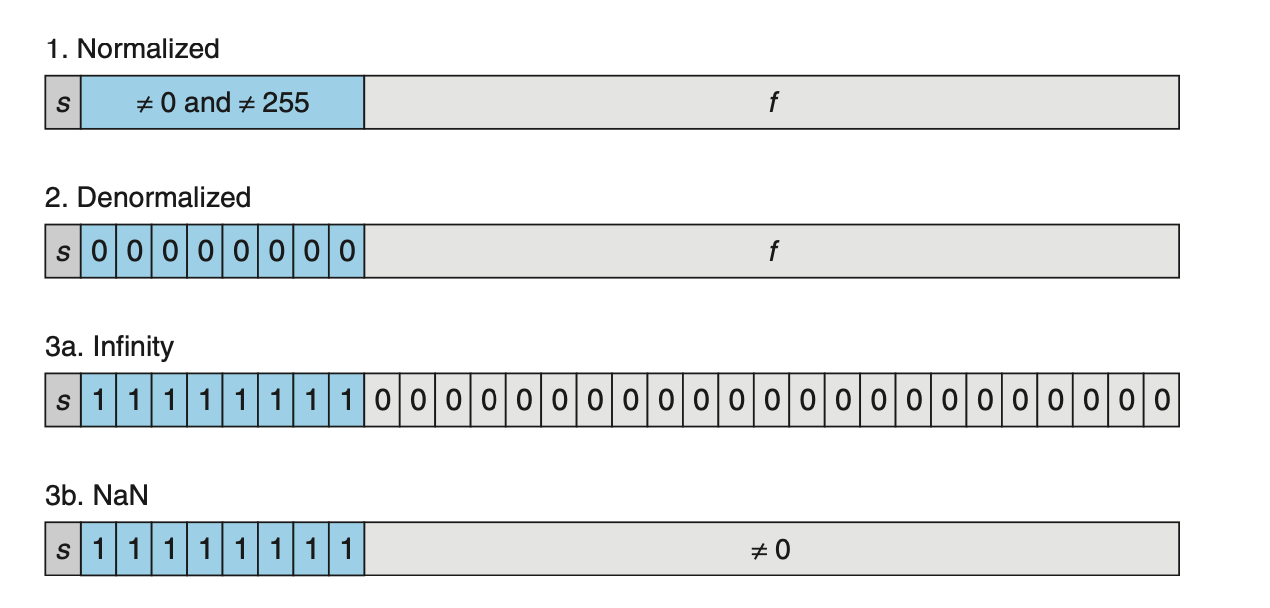 1. Normalized
s ≠ 0 and ≠ 255 f
2. Denormalized
s 0 0 0 0 0 0 0 0 f
3a. Infinity
s 1 1 1 1 1 1 1 1 0 0 0 0 0 0 0 0 0 0 0 0 0 0 0 0 0 0 0 0 0 0 0
3b. NaN
s 1 1 1 1 1 1 1 1 ≠ 0